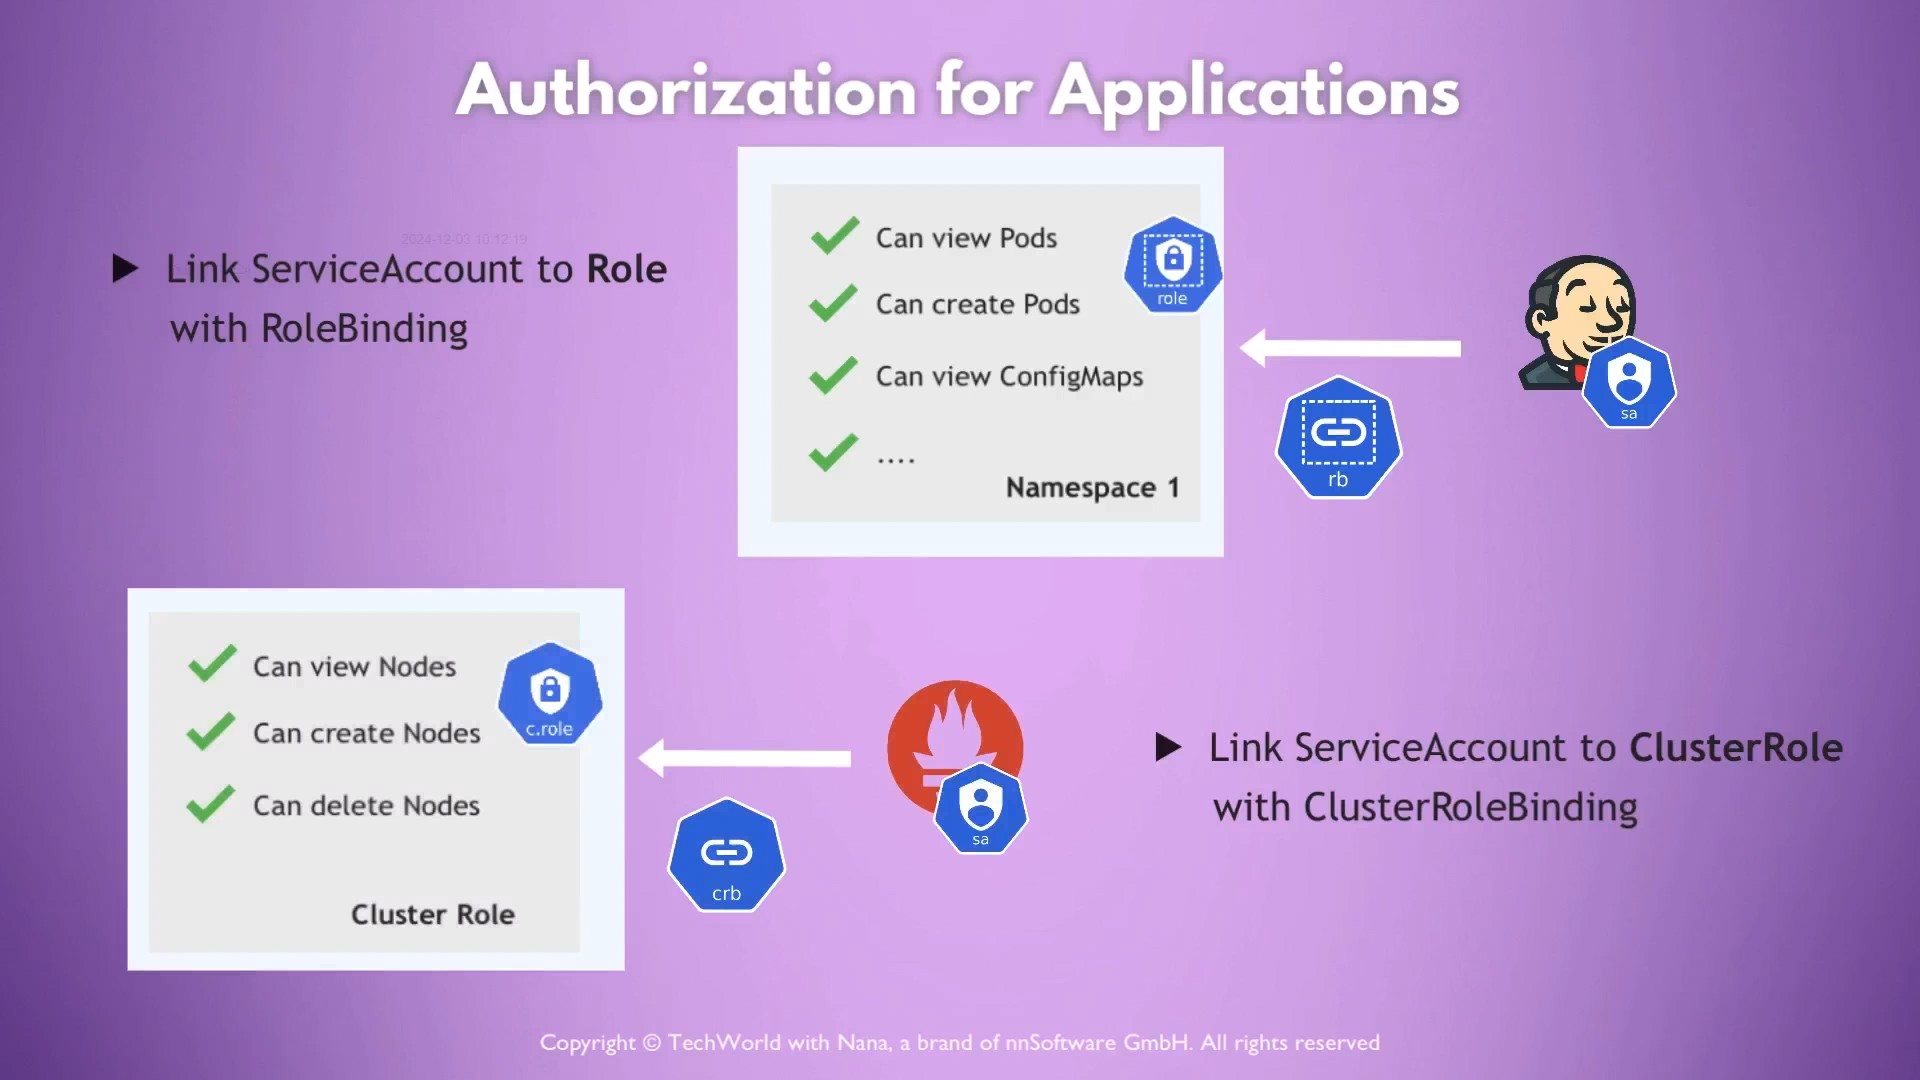 Authorization for Applications
2024-12-03 10:12:19
Link ServiceAccount to Role
with RoleBinding
Can view Pods
Can create Pods
Can view ConfigMaps
....
Namespace 1
role
rb
sa
Can view Nodes
Can create Nodes
Can delete Nodes
Cluster Role
c.role
crb
sa
Link ServiceAccount to ClusterRole
with ClusterRoleBinding
Copyright © TechWorld with Nana, a brand of nnSoftware GmbH. All rights reserved